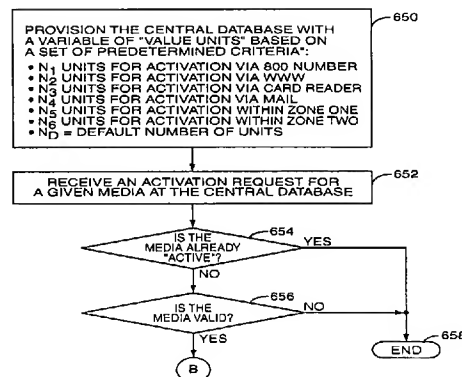 650
PROVISION THE CENTRAL DATABASE WITH
A VARIABLE OF "VALUE UNITS" BASED ON
A SET OF PREDETERMINED CRITERIA":
• N1 UNITS FOR ACTIVATION VIA 800 NUMBER
• N2 UNITS FOR ACTIVATION VIA WWW
• N3 UNITS FOR ACTIVATION VIA CARD READER
• N4 UNITS FOR ACTIVATION VIA MAIL
• N5 UNITS FOR ACTIVATION WITHIN ZONE ONE
• N6 UNITS FOR ACTIVATION WITHIN ZONE TWO
• ND = DEFAULT NUMBER OF UNITS
652
RECEIVE AN ACTIVATION REQUEST FOR
A GIVEN MEDIA AT THE CENTRAL DATABASE
654
IS THE
MEDIA ALREADY
"ACTIVE"?
YES
NO
656
IS THE
MEDIA VALID?
NO
YES
658
END
B